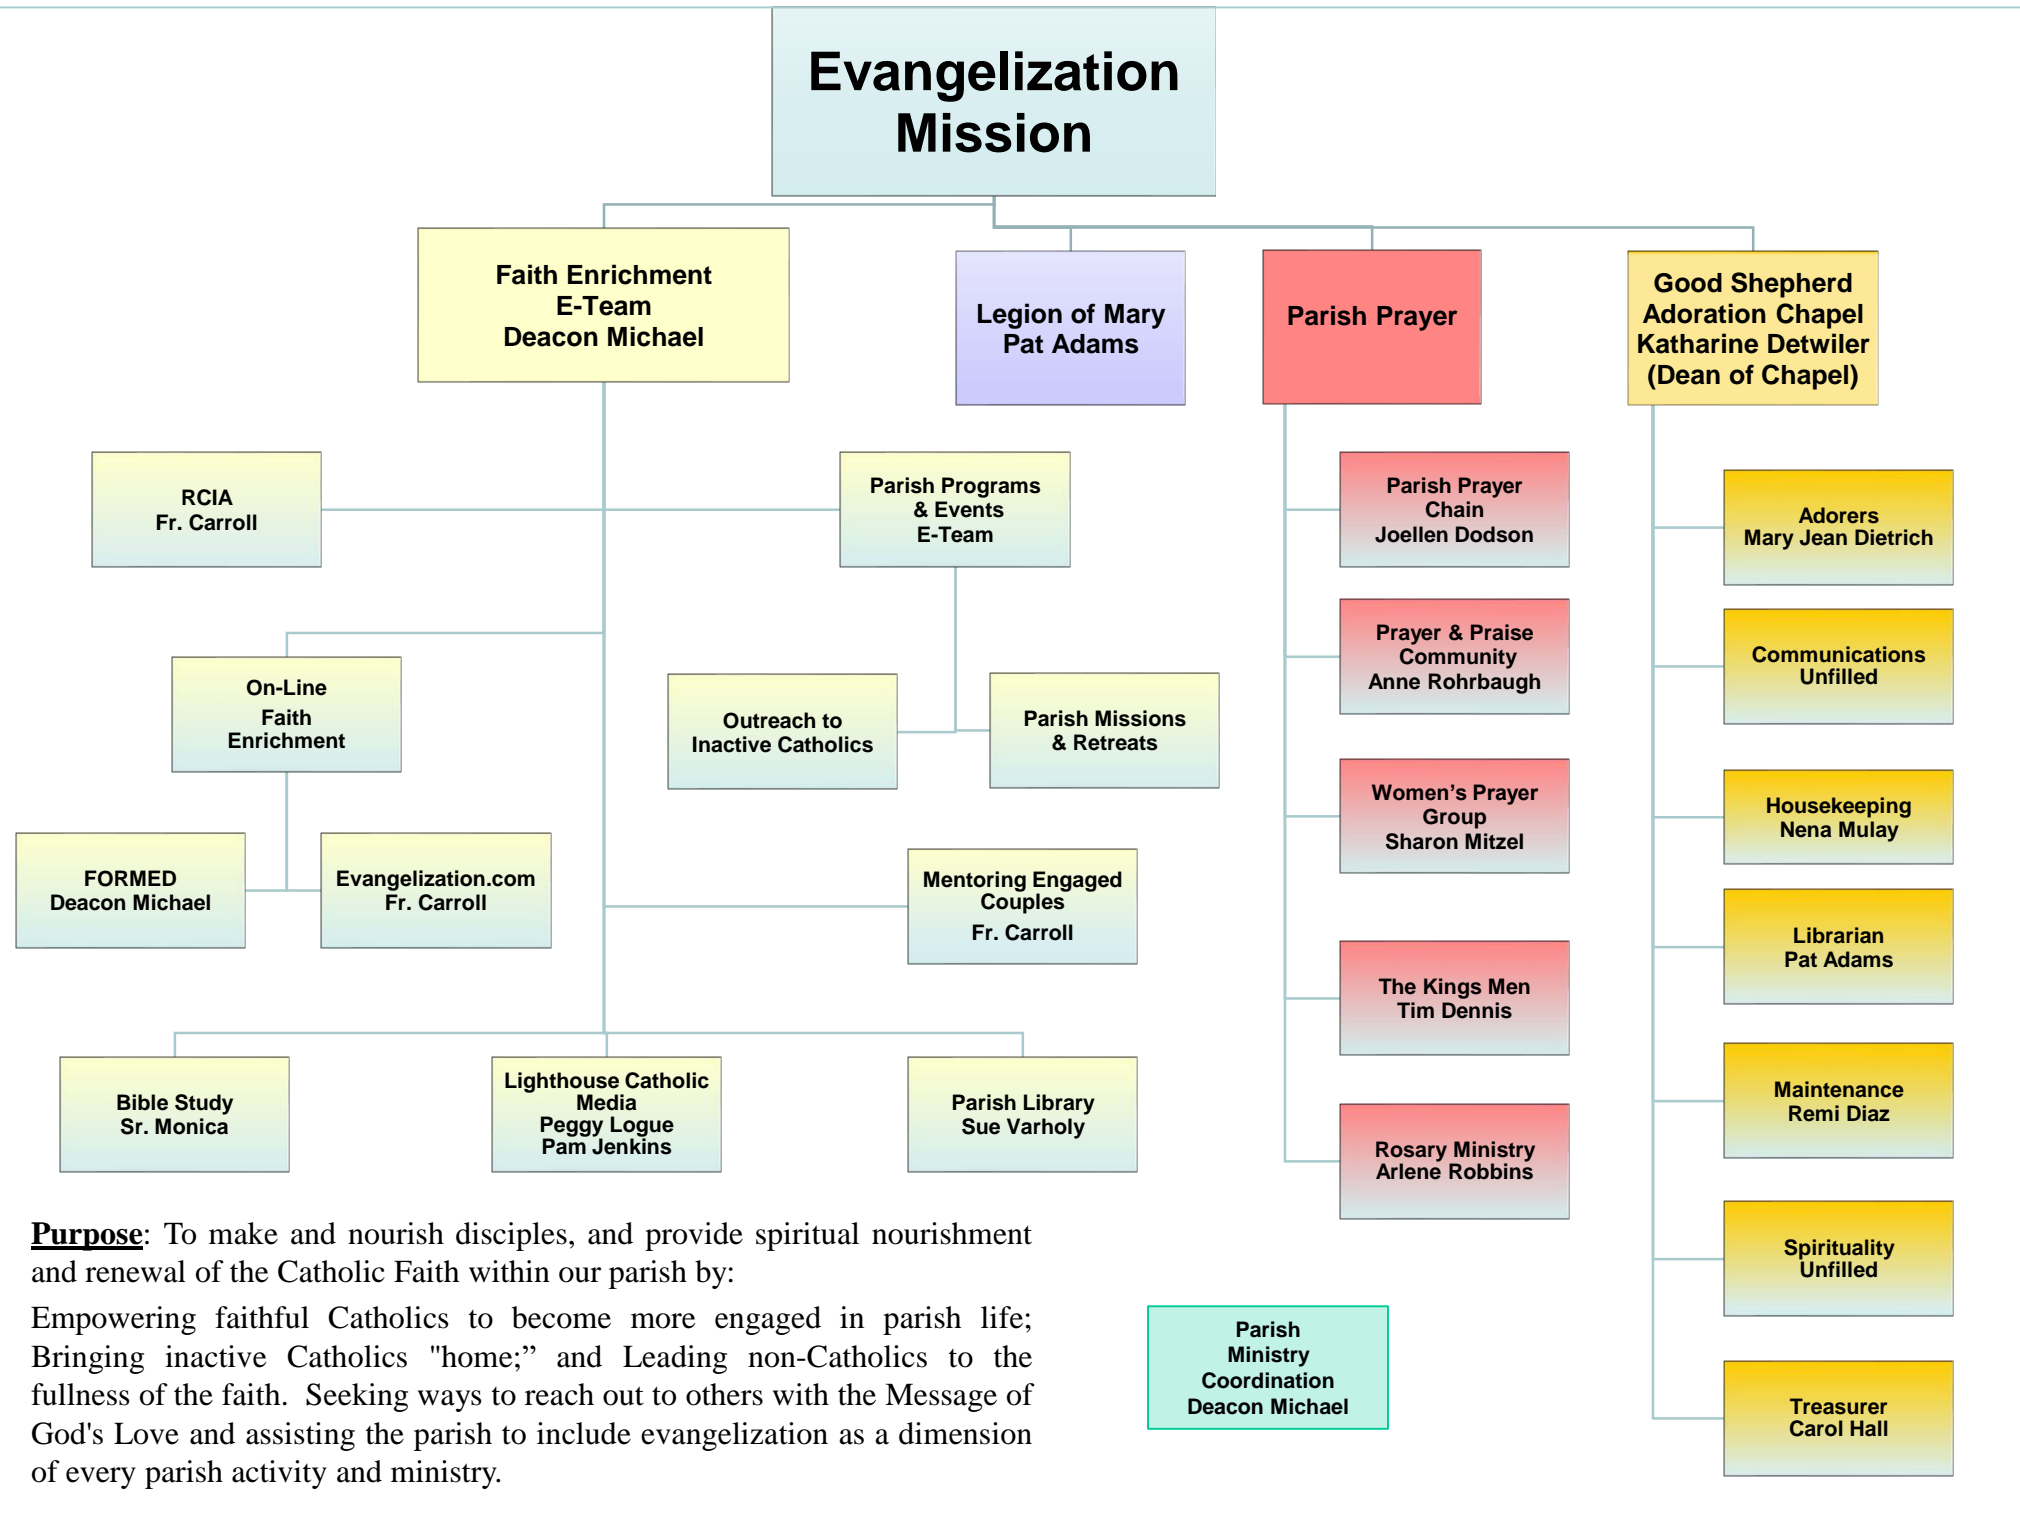 Evangelization
Mission
Faith Enrichment
E-Team
Deacon Michael
Legion of Mary
Pat Adams
Parish Prayer
Good Shepherd
Adoration Chapel
Katharine Detwiler
(Dean of Chapel)
RCIA
Fr. Carroll
Parish Programs
& Events
E-Team
Parish Prayer
Chain
Joellen Dodson
Adorers
Mary Jean Dietrich
Prayer & Praise
Community
Anne Rohrbaugh
Communications
Unfilled
On-Line
Faith
Enrichment
Outreach to
Inactive Catholics
Parish Missions
& Retreats
Women’s Prayer
Group
Sharon Mitzel
Housekeeping
Nena Mulay
FORMED
Deacon Michael
Evangelization.com
Fr. Carroll
Mentoring Engaged
Couples
Fr. Carroll
The Kings Men
Tim Dennis
Librarian
Pat Adams
Bible Study
Sr. Monica
Lighthouse Catholic
Media
Peggy Logue
Pam Jenkins
Parish Library
Sue Varholy
Rosary Ministry
Arlene Robbins
Maintenance
Remi Diaz
Spirituality
Unfilled
Treasurer
Carol Hall
Purpose: To make and nourish disciples, and provide spiritual nourishment
and renewal of the Catholic Faith within our parish by:
Empowering faithful Catholics to become more engaged in parish life;
Bringing inactive Catholics "home;” and Leading non-Catholics to the
fullness of the faith. Seeking ways to reach out to others with the Message of
God's Love and assisting the parish to include evangelization as a dimension
of every parish activity and ministry.
Parish
Ministry
Coordination
Deacon Michael